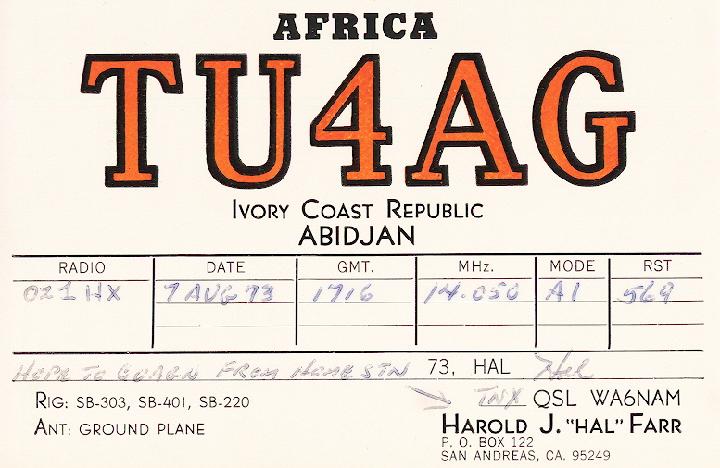 AFRICA
TU4AG
IVORY COAST REPUBLIC
ABIDJAN
RADIO DATE GMT. MHz. MODE RST
7 AUG 73 1716 14.050 A1 569
HOPE TO FROM HOME STN 73, HAL Hal
TNX QSL WA6NAM
RIG: SB-303, SB-401, SB-220
ANT: GROUND PLANE
HAROLD J. "HAL" FARR
P. O. BOX 122
SAN ANDREAS, CA. 95249